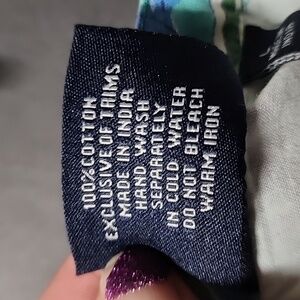 100% COTTON
EXCLUSIVE OF TRIMS
MADE IN INDIA
HAND WASH
SEPARATELY
IN COLD WATER
DO NOT BLEACH
WARM IRON